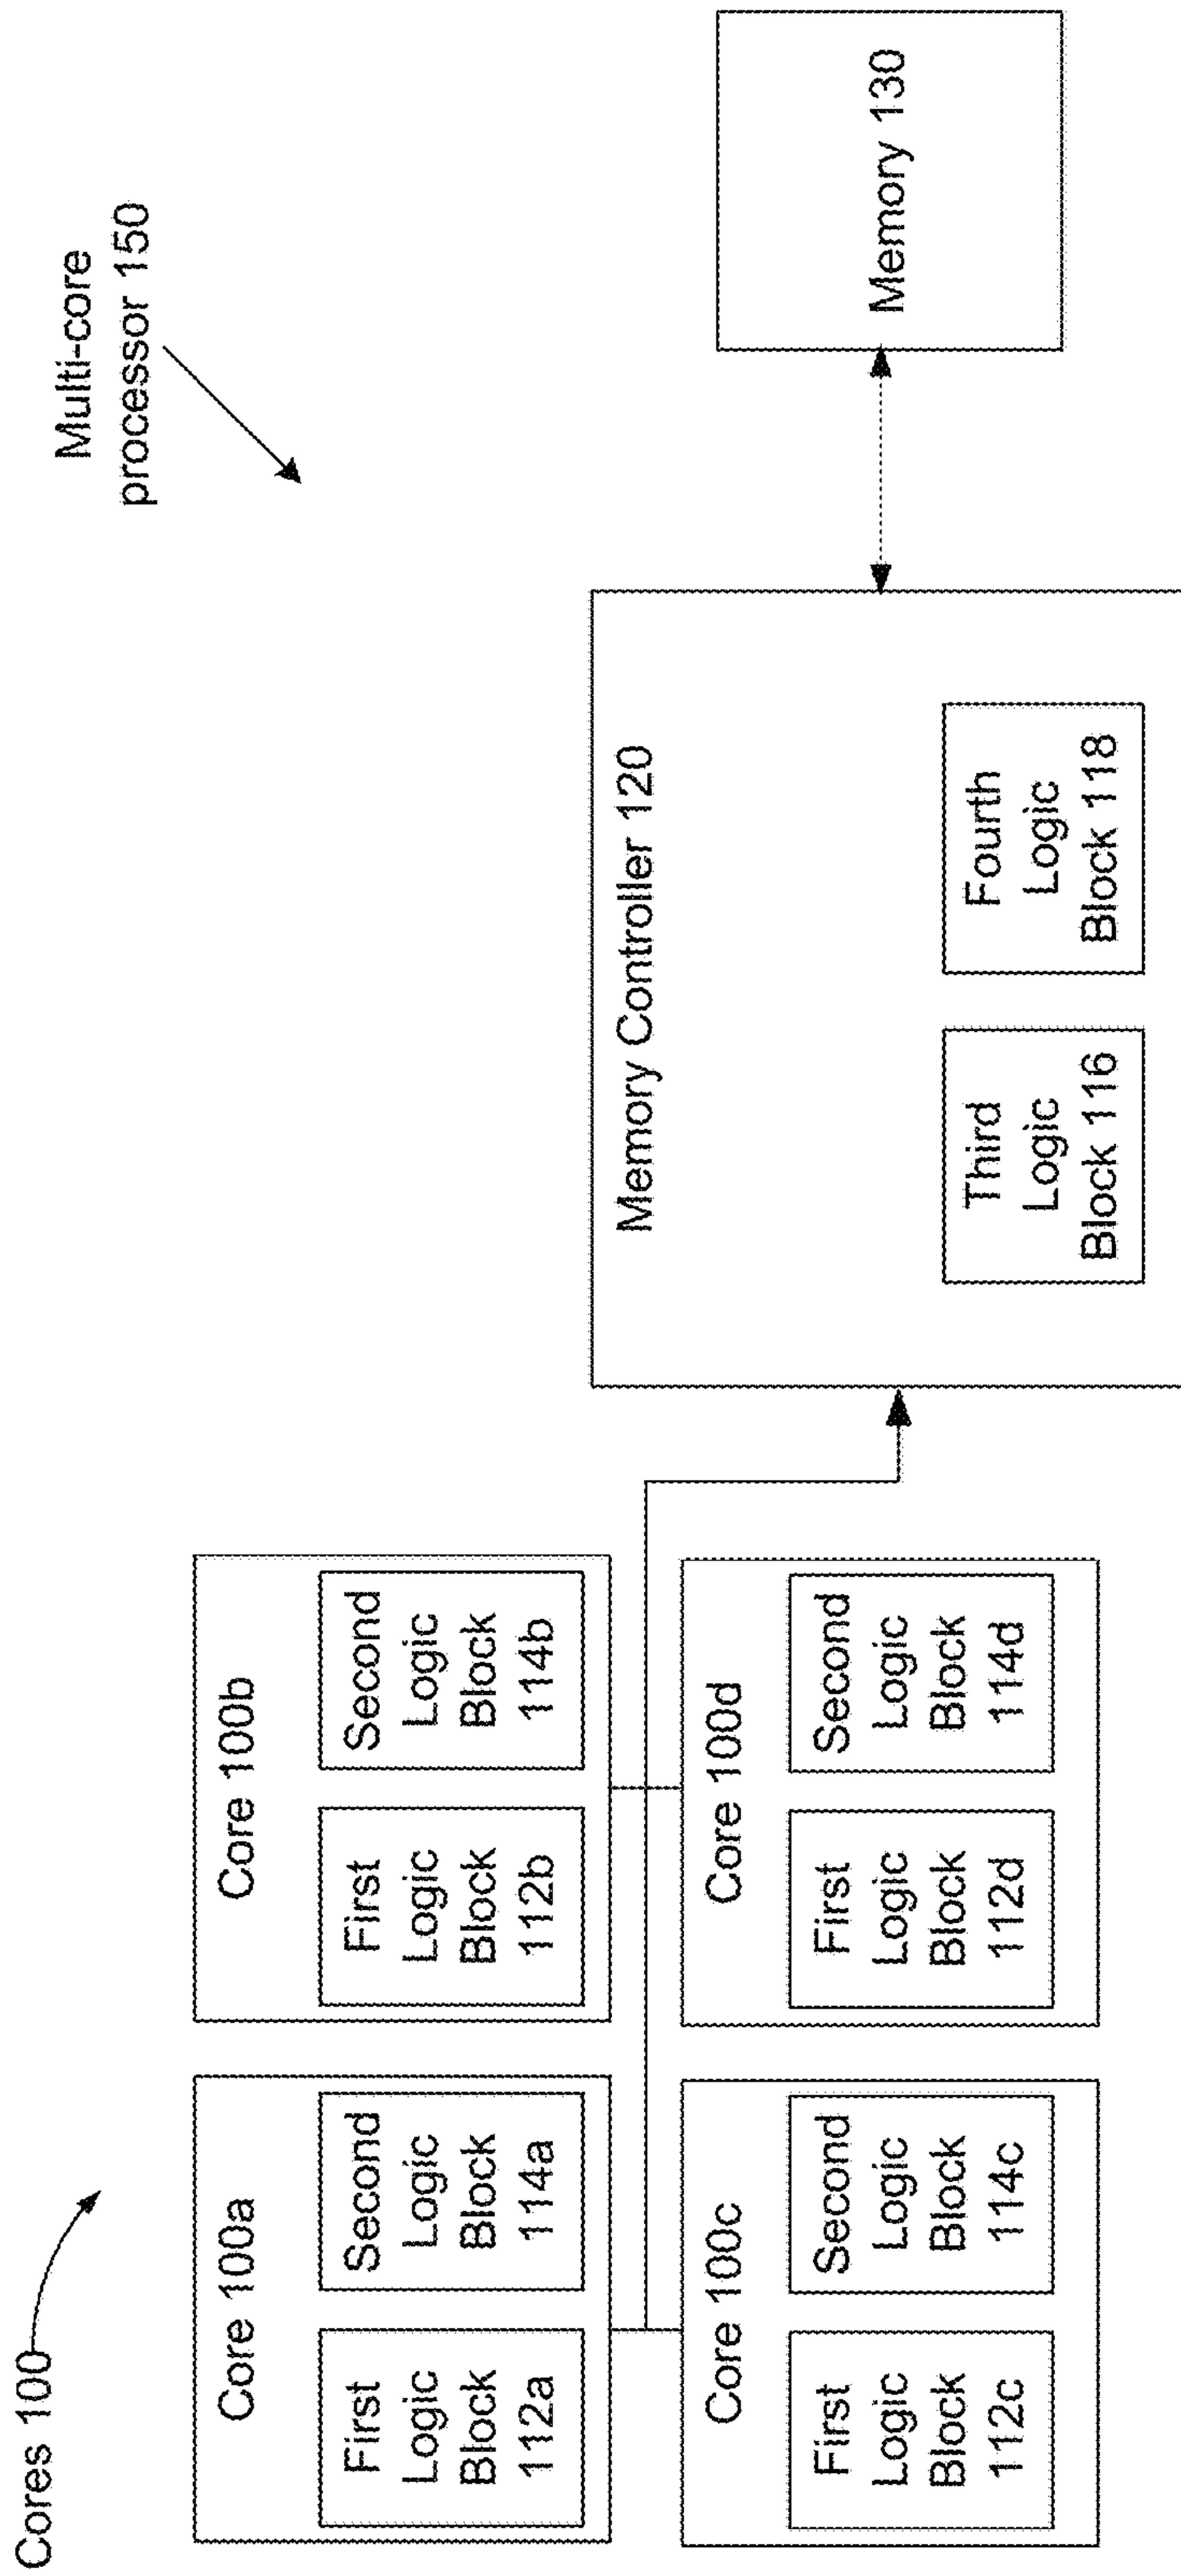 Cores 100
Core 100a
First
Logic
Block
112a
Second
Logic
Block
114a
Core 100b
First
Logic
Block
112b
Second
Logic
Block
114b
Core 100c
First
Logic
Block
112c
Second
Logic
Block
114c
Core 100d
First
Logic
Block
112d
Second
Logic
Block
114d
Multi-core
processor 150
Memory Controller 120
Third
Logic
Block 116
Fourth
Logic
Block 118
Memory 130